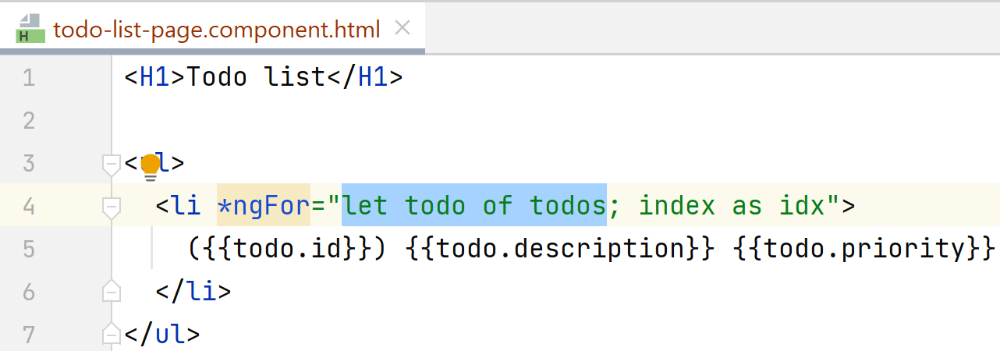 H todo-list-page.component.html
1 <H1>Todo list</H1>
2
3 <ul>
4 <li *ngFor="let todo of todos; index as idx">
5 ({{todo.id}}) {{todo.description}} {{todo.priority}}
6 </li>
7 </ul>